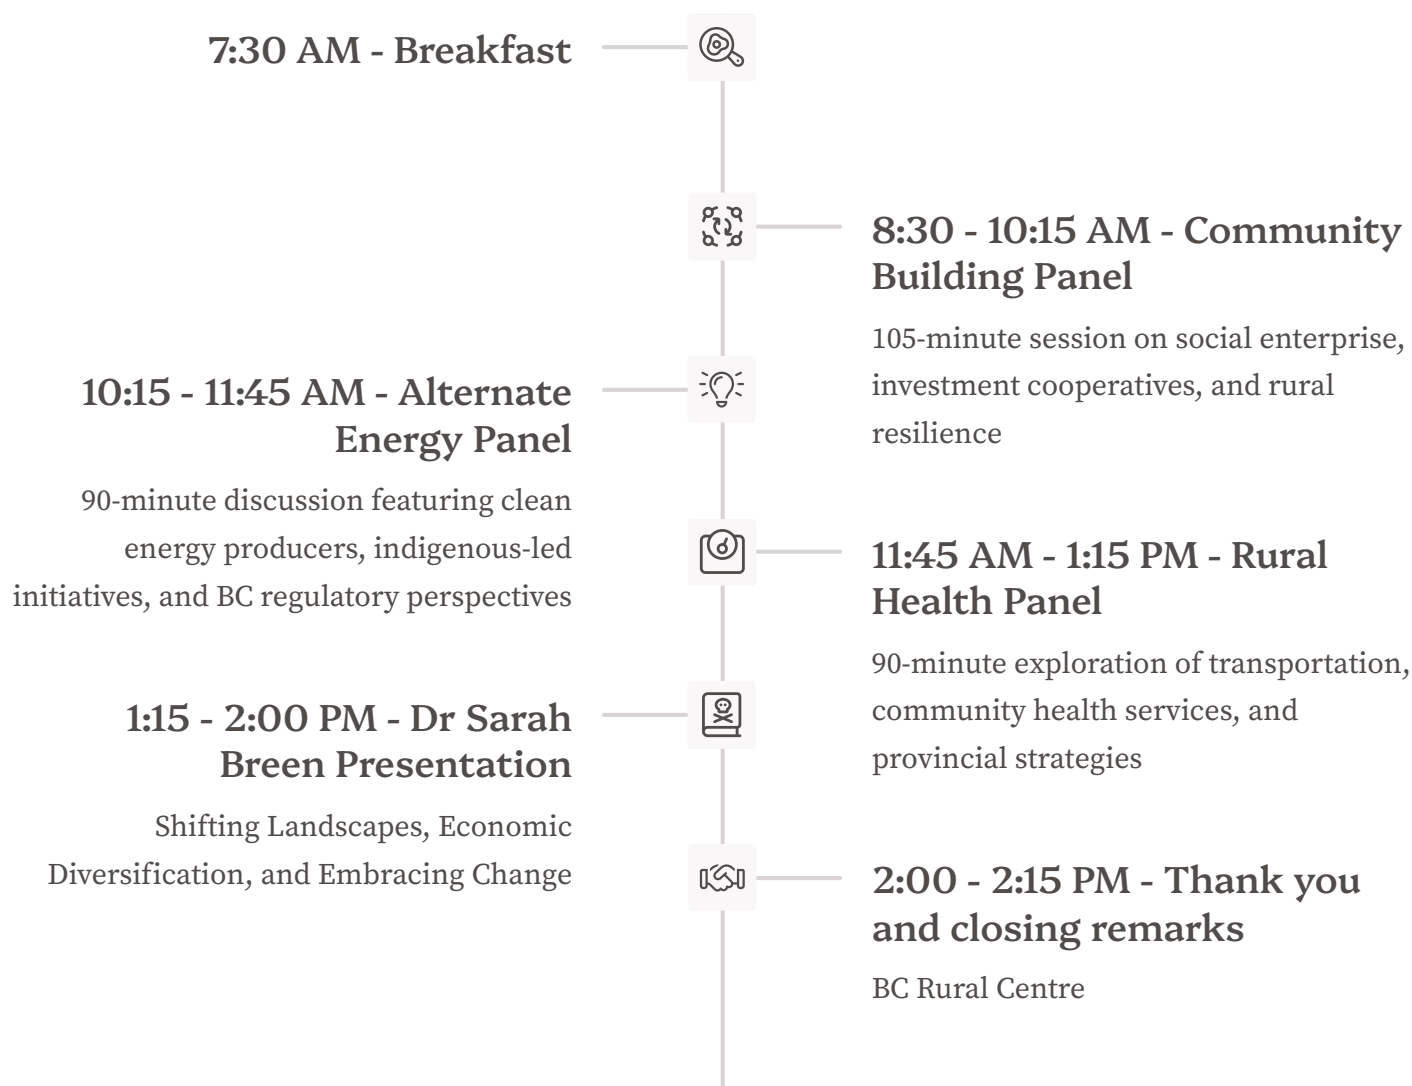 7:30 AM - Breakfast
8:30 - 10:15 AM - Community
Building Panel
105-minute session on social enterprise,
investment cooperatives, and rural
resilience
10:15 - 11:45 AM - Alternate
Energy Panel
90-minute discussion featuring clean
energy producers, indigenous-led
initiatives, and BC regulatory perspectives
11:45 AM - 1:15 PM - Rural
Health Panel
90-minute exploration of transportation,
community health services, and
provincial strategies
1:15 - 2:00 PM - Dr Sarah
Breen Presentation
Shifting Landscapes, Economic
Diversification, and Embracing Change
2:00 - 2:15 PM - Thank you
and closing remarks
BC Rural Centre